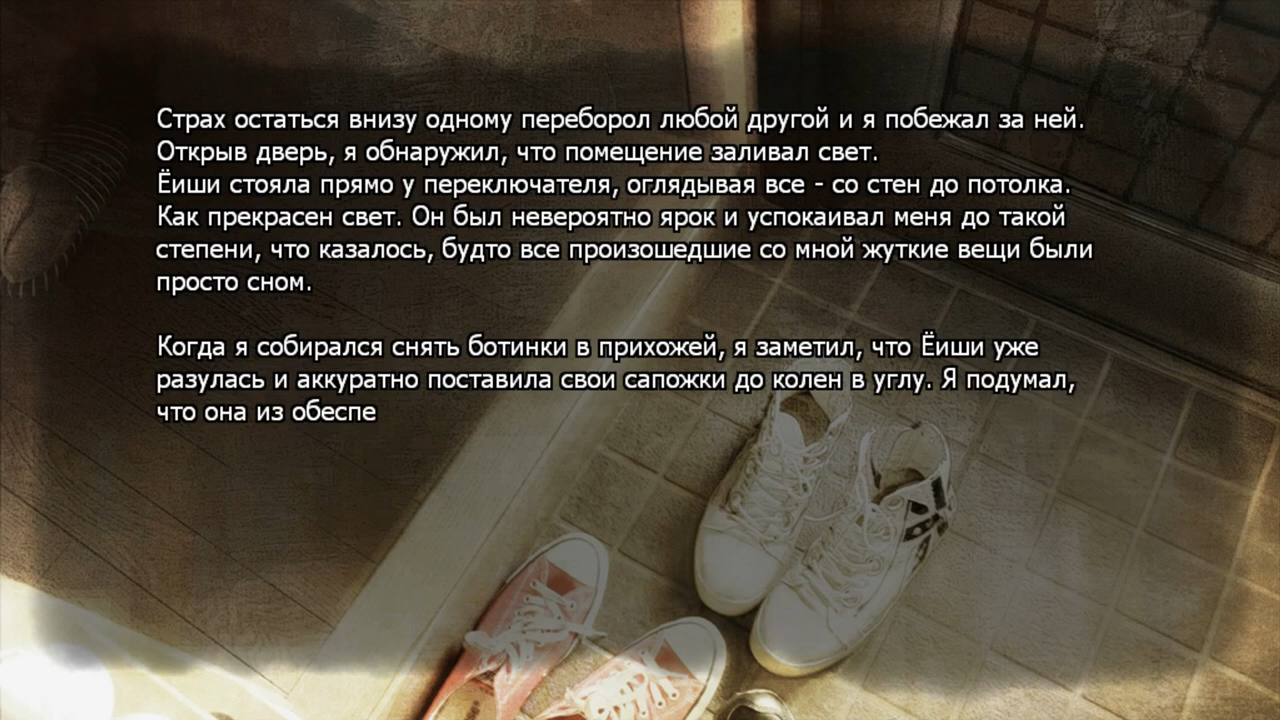 Страх остаться внизу одному переборол любой другой и я побежал за ней.
Открыв дверь, я обнаружил, что помещение заливал свет.
Ёиши стояла прямо у переключателя, оглядывая все - со стен до потолка.
Как прекрасен свет. Он был невероятно ярок и успокаивал меня до такой
степени, что казалось, будто все произошедшие со мной жуткие вещи были
просто сном.
Когда я собирался снять ботинки в прихожей, я заметил, что Ёиши уже
разулась и аккуратно поставила свои сапожки до колен в углу. Я подумал,
что она из обеспе